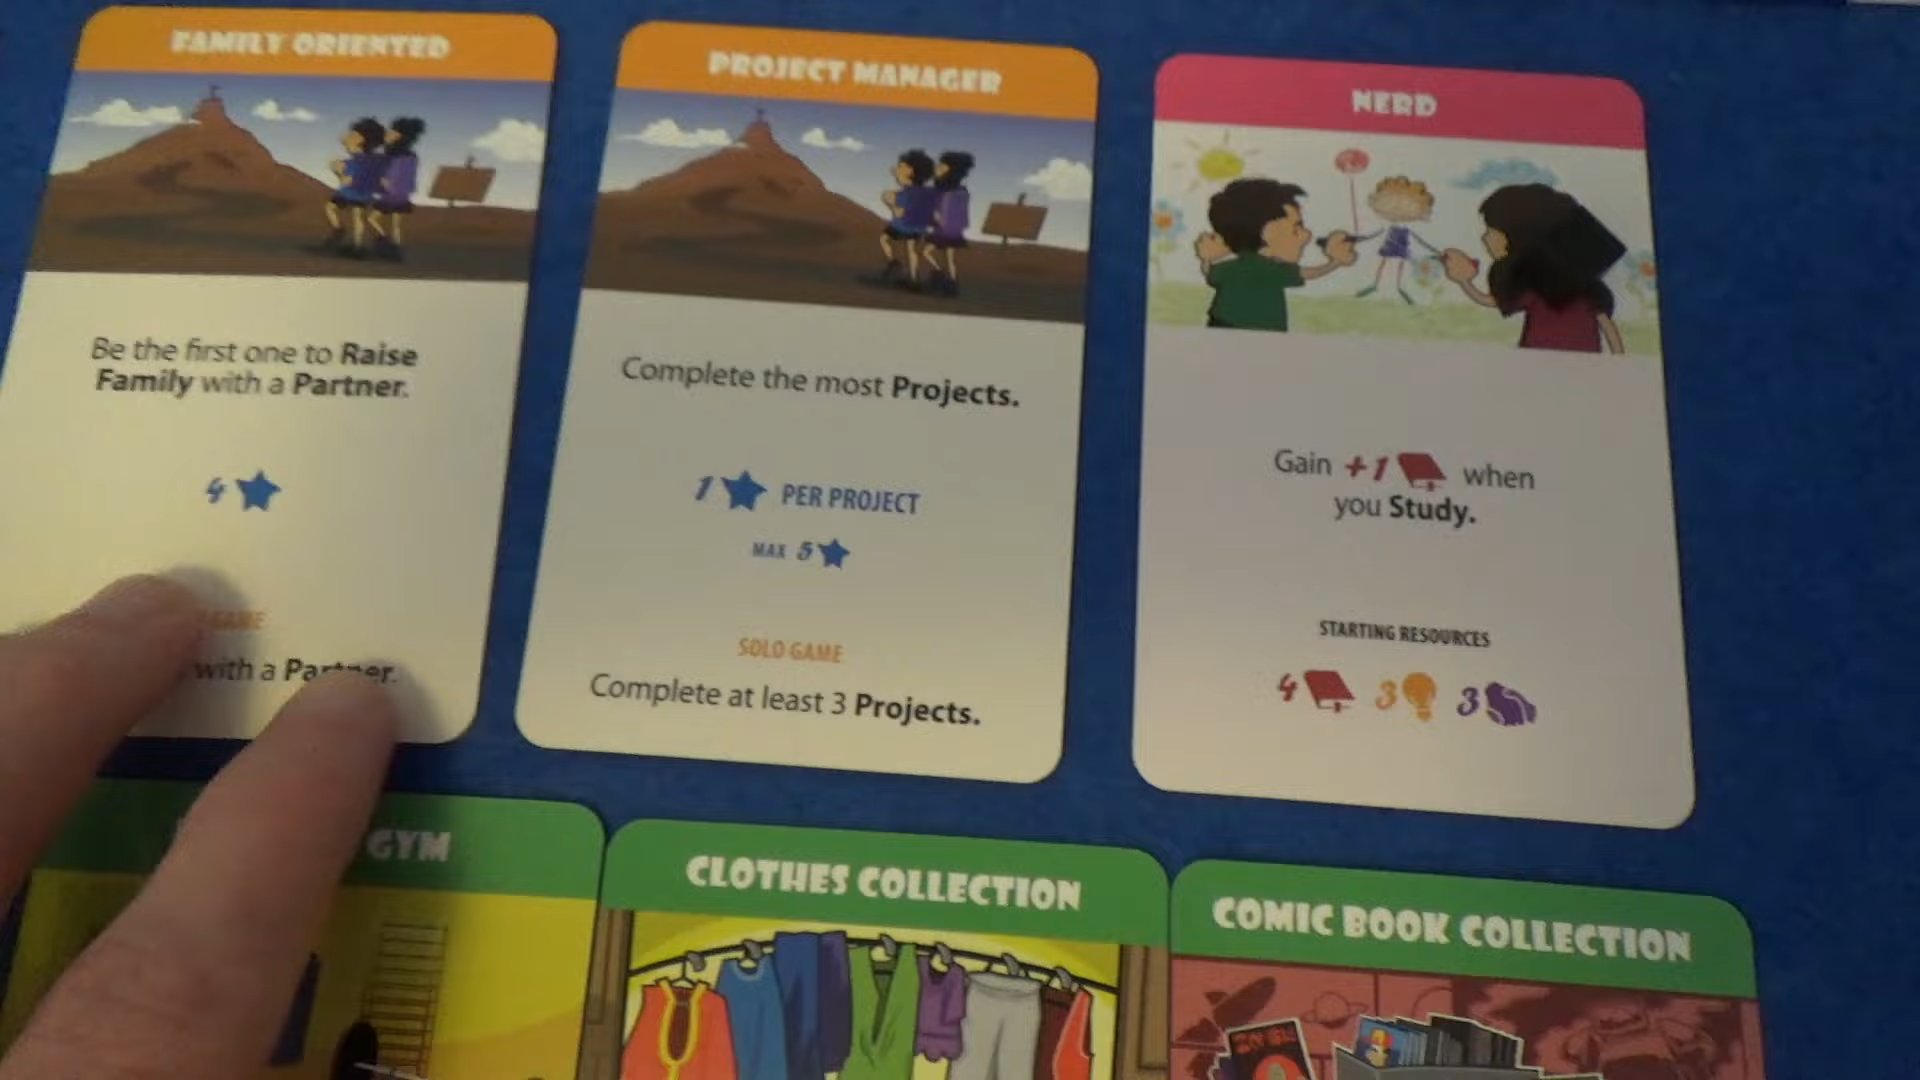 FAMILY ORIENTED
Be the first one to Raise
Family with a Partner.
4
GAME
with a Partner.
PROJECT MANAGER
Complete the most Projects.
1 PER PROJECT
MAX 5
SOLO GAME
Complete at least 3 Projects.
NERD
Gain +1 when
you Study.
STARTING RESOURCES
4 3 3
GYM
CLOTHES COLLECTION
COMIC BOOK COLLECTION